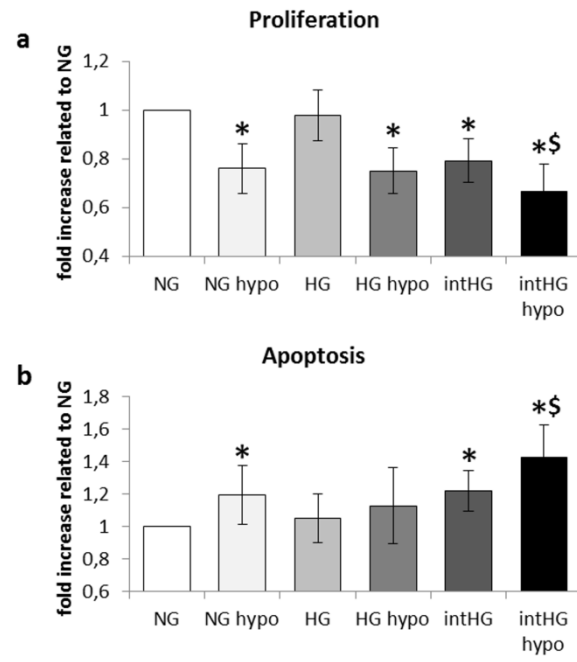 Proliferation
a
fold increase related to NG
1,2
1
0,8
0,6
0,4
*
*
*
*$
NG
NG hypo
HG
HG hypo
intHG
intHG
hypo
Apoptosis
b
fold increase related to NG
1,8
1,6
1,4
1,2
1
0,8
0,6
*
*
*$
NG
NG hypo
HG
HG hypo
intHG
intHG
hypo